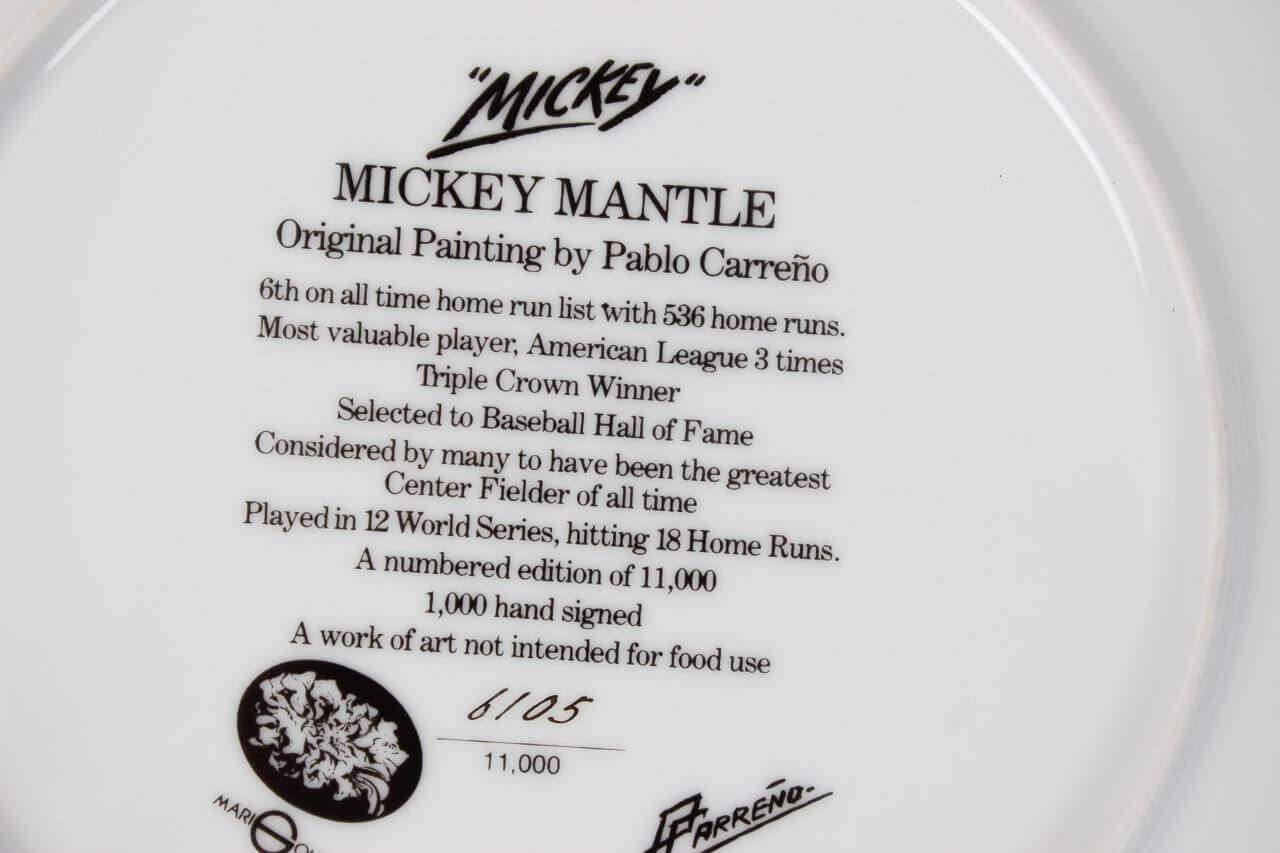 "MICKEY"
MICKEY MANTLE
Original Painting by Pablo Carreño
6th on all time home run list with 536 home runs.
Most valuable player, American League 3 times
Triple Crown Winner
Selected to Baseball Hall of Fame
Considered by many to have been the greatest
Center Fielder of all time
Played in 12 World Series, hitting 18 Home Runs.
A numbered edition of 11,000
1,000 hand signed
A work of art not intended for food use
6105
11,000
PCARREÑO